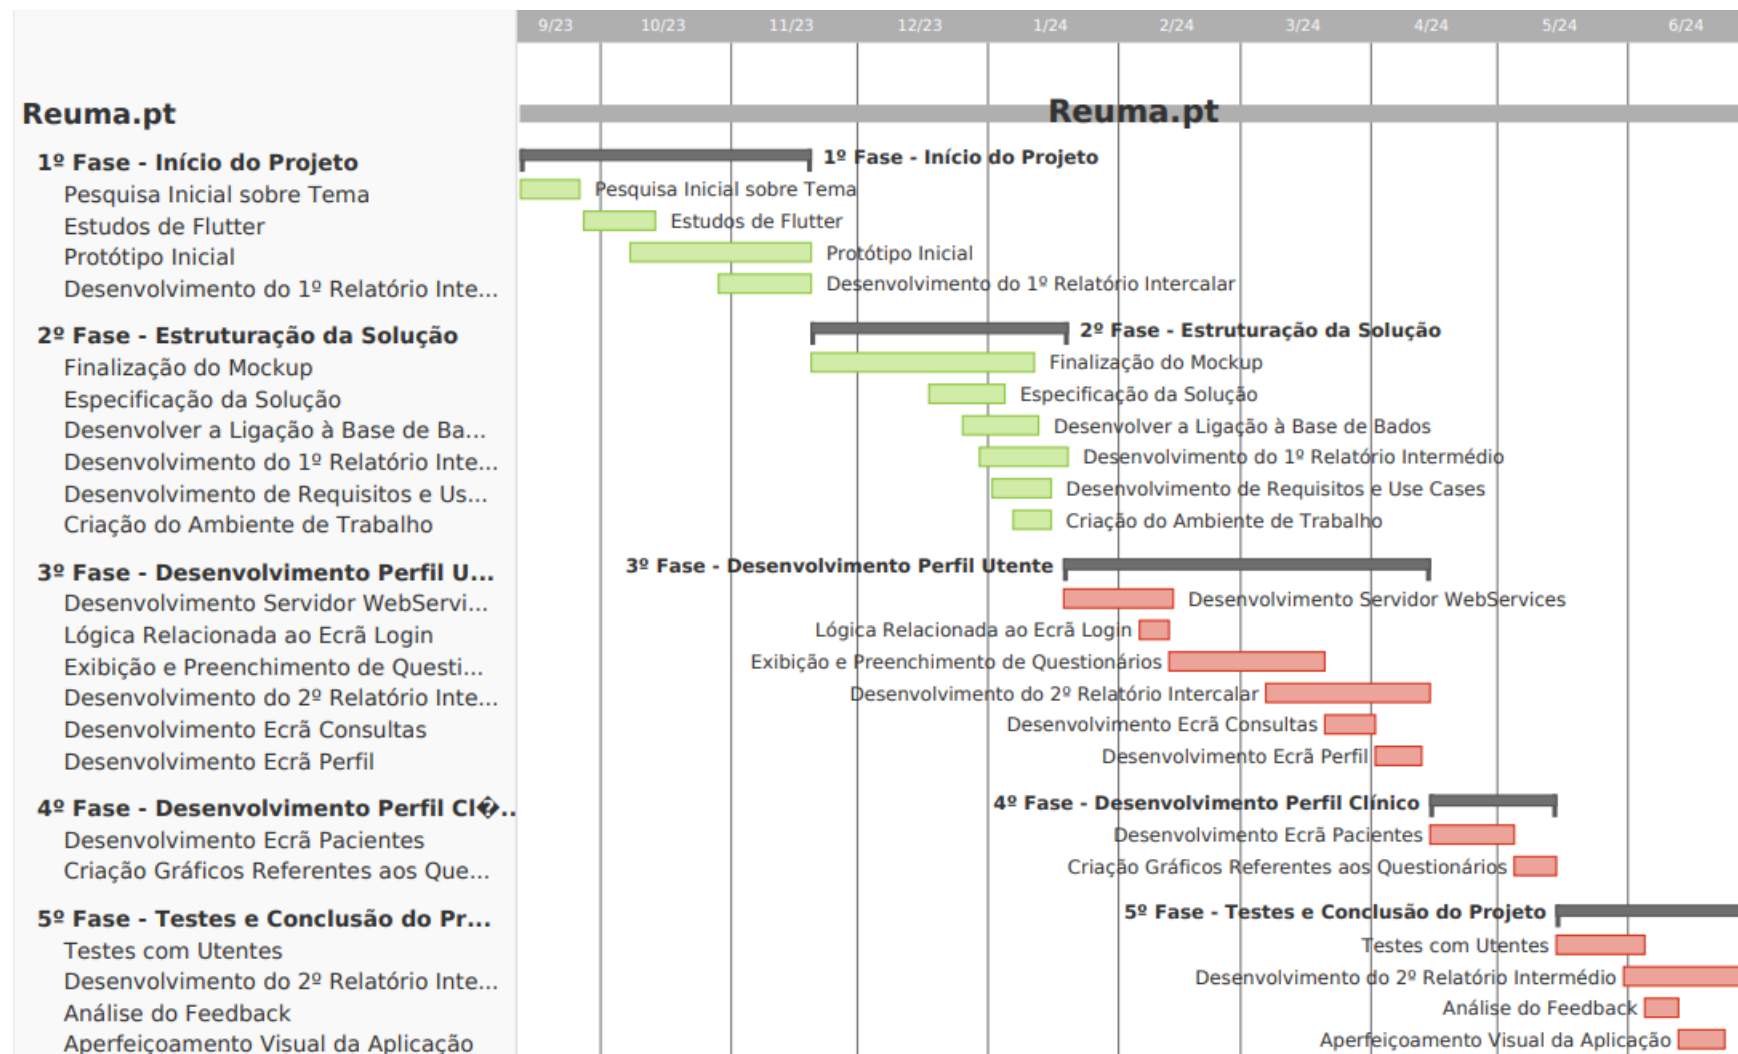 9/23 10/23 11/23 12/23 1/24 2/24 3/24 4/24 5/24 6/24
Reuma.pt Reuma.pt
1º Fase - Início do Projeto 1º Fase - Início do Projeto
Pesquisa Inicial sobre Tema Pesquisa Inicial sobre Tema
Estudos de Flutter Estudos de Flutter
Protótipo Inicial Protótipo Inicial
Desenvolvimento do 1º Relatório Inte... Desenvolvimento do 1º Relatório Intercalar
2º Fase - Estruturação da Solução 2º Fase - Estruturação da Solução
Finalização do Mockup Finalização do Mockup
Especificação da Solução Especificação da Solução
Desenvolver a Ligação à Base de Ba... Desenvolver a Ligação à Base de Bados
Desenvolvimento do 1º Relatório Inte... Desenvolvimento do 1º Relatório Intermédio
Desenvolvimento de Requisitos e Us... Desenvolvimento de Requisitos e Use Cases
Criação do Ambiente de Trabalho Criação do Ambiente de Trabalho
3º Fase - Desenvolvimento Perfil U... 3º Fase - Desenvolvimento Perfil Utente
Desenvolvimento Servidor WebServi... Desenvolvimento Servidor WebServices
Lógica Relacionada ao Ecrã Login Lógica Relacionada ao Ecrã Login
Exibição e Preenchimento de Questi... Exibição e Preenchimento de Questionários
Desenvolvimento do 2º Relatório Inte... Desenvolvimento do 2º Relatório Intercalar
Desenvolvimento Ecrã Consultas Desenvolvimento Ecrã Consultas
Desenvolvimento Ecrã Perfil Desenvolvimento Ecrã Perfil
4º Fase - Desenvolvimento Perfil Cl�.. 4º Fase - Desenvolvimento Perfil Clínico
Desenvolvimento Ecrã Pacientes Desenvolvimento Ecrã Pacientes
Criação Gráficos Referentes aos Que... Criação Gráficos Referentes aos Questionários
5º Fase - Testes e Conclusão do Pr... 5º Fase - Testes e Conclusão do Projeto
Testes com Utentes Testes com Utentes
Desenvolvimento do 2º Relatório Inte... Desenvolvimento do 2º Relatório Intermédio
Análise do Feedback Análise do Feedback
Aperfeiçoamento Visual da Aplicação Aperfeiçoamento Visual da Aplicação